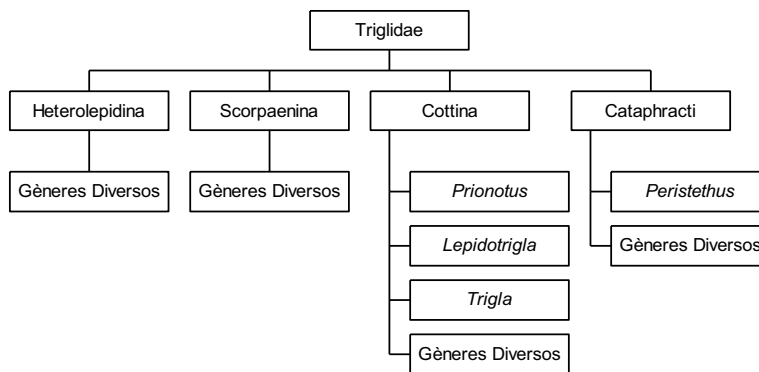 Triglidae
Heterolepidina
Scorpaenina
Cottina
Cataphracti
Gèneres Diversos
Gèneres Diversos
Prionotus
Peristethus
Lepidotrigla
Gèneres Diversos
Trigla
Gèneres Diversos